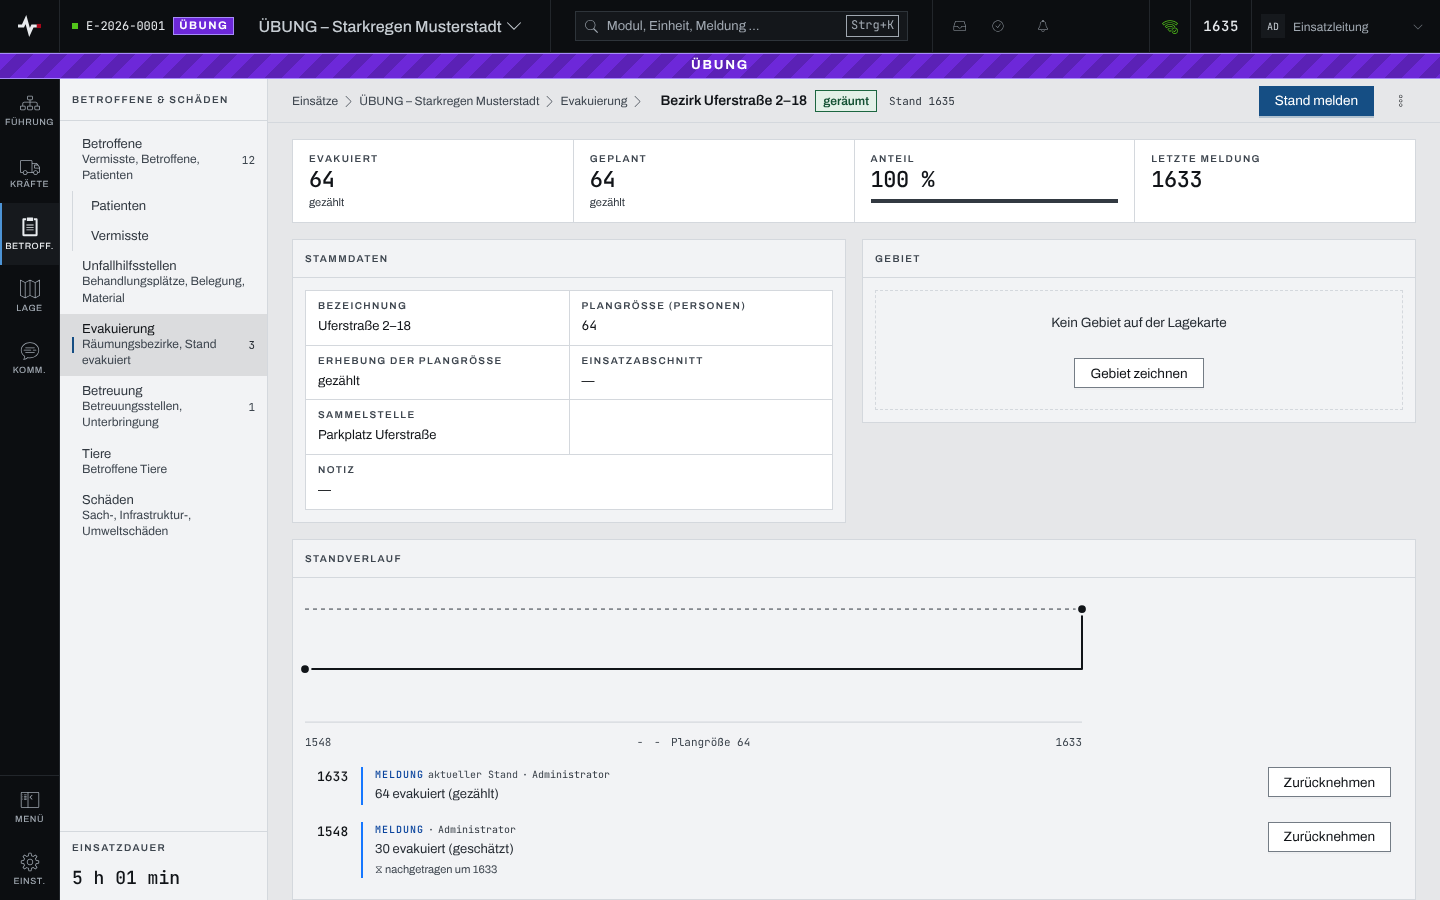 E-2026-0001 ÜBUNG ÜBUNG – Starkregen Musterstadt Modul, Einheit, Meldung ... Strg+K 1635 AD Einsatzleitung
ÜBUNG
FÜHRUNG
KRÄFTE
BETROFF.
LAGE
KOMM.
MENÜ
EINST.
BETROFFENE & SCHÄDEN
Betroffene
Vermisste, Betroffene,
Patienten
12
Patienten
Vermisste
Unfallhilfsstellen
Behandlungsplätze, Belegung,
Material
Evakuierung
Räumungsbezirke, Stand
evakuiert
3
Betreuung
Betreuungsstellen,
Unterbringung
1
Tiere
Betroffene Tiere
Schäden
Sach-, Infrastruktur-,
Umweltschäden
EINSATZDAUER
5 h 01 min
Einsätze ÜBUNG – Starkregen Musterstadt Evakuierung Bezirk Uferstraße 2–18 geräumt Stand 1635 Stand melden
EVAKUIERT
64
gezählt
GEPLANT
64
gezählt
ANTEIL
100 %
LETZTE MELDUNG
1633
STAMMDATEN
BEZEICHNUNG
Uferstraße 2–18
PLANGRÖSSE (PERSONEN)
64
ERHEBUNG DER PLANGRÖSSE
gezählt
EINSATZABSCHNITT
—
SAMMELSTELLE
Parkplatz Uferstraße
NOTIZ
—
GEBIET
Kein Gebiet auf der Lagekarte
Gebiet zeichnen
STANDVERLAUF
1548 - - Plangröße 64 1633
1633 MELDUNG aktueller Stand · Administrator
64 evakuiert (gezählt)
Zurücknehmen
1548 MELDUNG · Administrator
30 evakuiert (geschätzt)
⧖ nachgetragen um 1633
Zurücknehmen